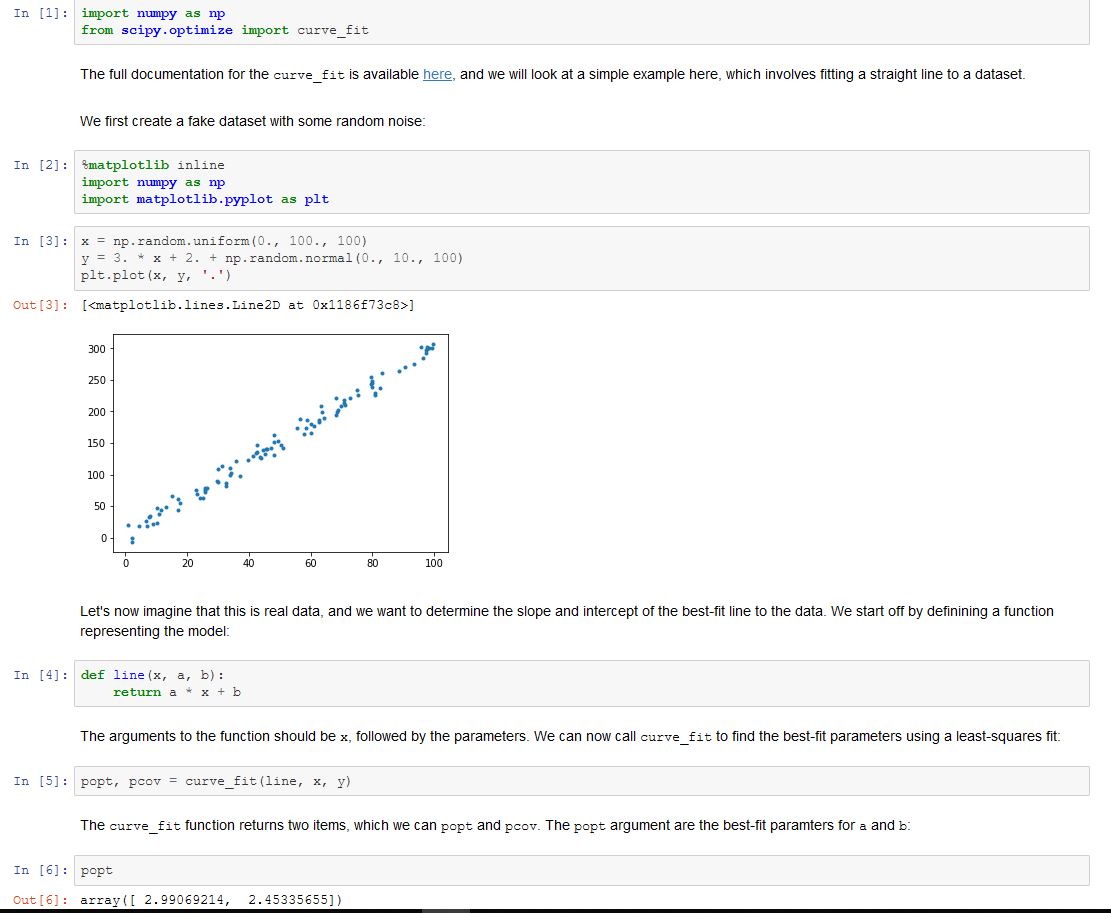 In [1]: import numpy as np
from scipy.optimize import curve_fit
The full documentation for the curve_fit is available here, and we will look at a simple example here, which involves fitting a straight line to a dataset.
We first create a fake dataset with some random noise:
In [2]: %matplotlib inline
import numpy as np
import matplotlib.pyplot as plt
In [3]: x = np.random.uniform(0., 100., 100)
y = 3. * x + 2. + np.random.normal(0., 10., 100)
plt.plot(x, y, '.')
Out[3]: [<matplotlib.lines.Line2D at 0x1186f73c8>]
300
250
200
150
100
50
0
0 20 40 60 80 100
Let's now imagine that this is real data, and we want to determine the slope and intercept of the best-fit line to the data. We start off by definining a function
representing the model:
In [4]: def line(x, a, b):
    return a * x + b
The arguments to the function should be x, followed by the parameters. We can now call curve_fit to find the best-fit parameters using a least-squares fit:
In [5]: popt, pcov = curve_fit(line, x, y)
The curve_fit function returns two items, which we can popt and pcov. The popt argument are the best-fit paramters for a and b:
In [6]: popt
Out[6]: array([ 2.99069214,  2.45335655])